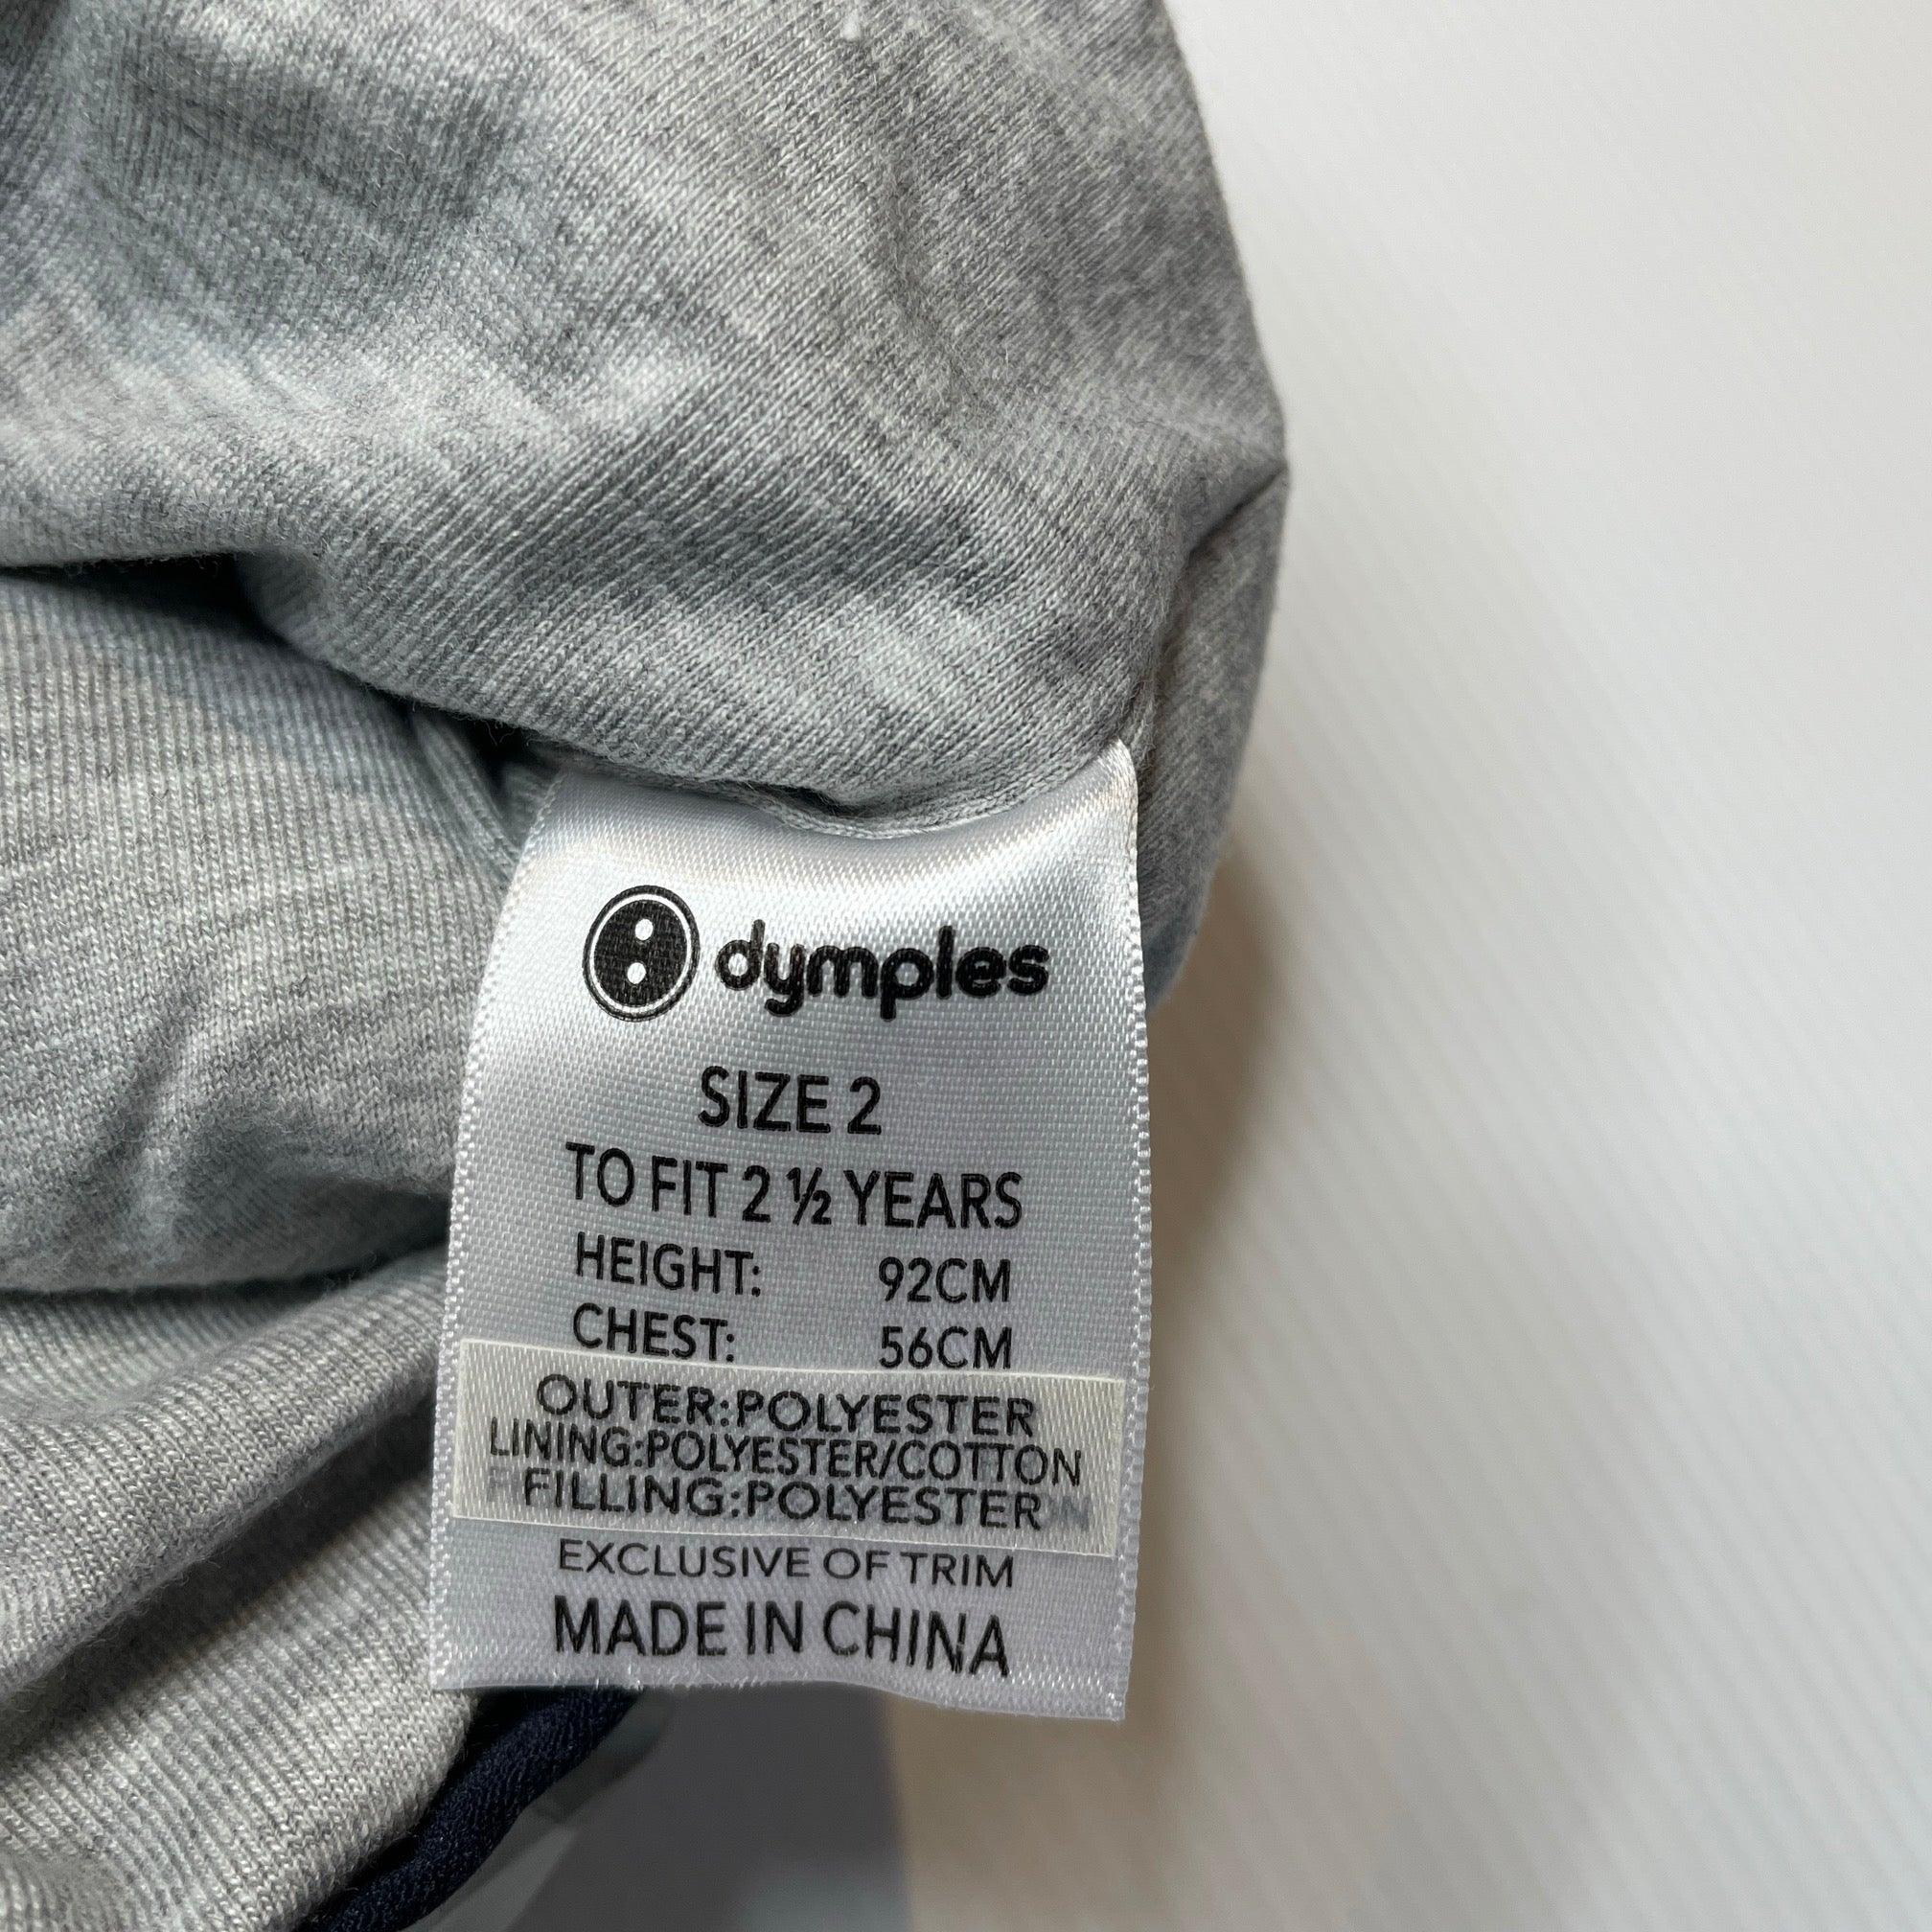 dymples
SIZE 2
TO FIT 2 ½ YEARS
HEIGHT: 92CM
CHEST: 56CM
OUTER:POLYESTER
LINING:POLYESTER/COTTON
FILLING:POLYESTER
EXCLUSIVE OF TRIM
MADE IN CHINA